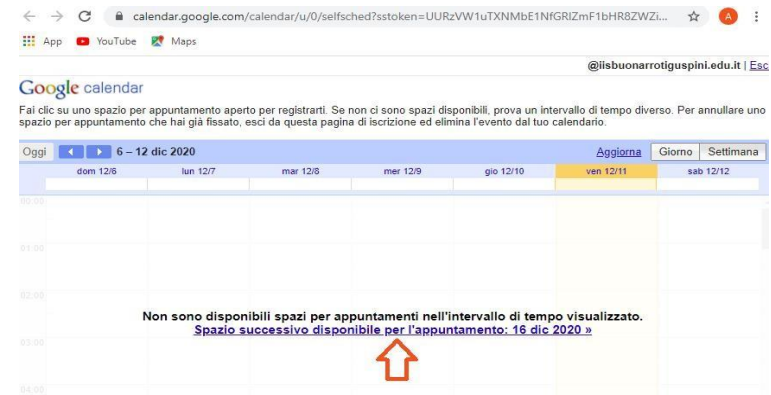 calendar.google.com/calendar/u/0/selfsched?sstoken=UURzVW1uTXNMbE1NfGRlZmF1bHR8ZWZi...
A
App YouTube Maps
@iisbuonarrotiguspini.edu.it | Esc
Google calendar
Fai clic su uno spazio per appuntamento aperto per registrarti. Se non ci sono spazi disponibili, prova un intervallo di tempo diverso. Per annullare uno
spazio per appuntamento che hai già fissato, esci da questa pagina di iscrizione ed elimina l'evento dal tuo calendario.
Oggi 6 – 12 dic 2020 Aggiorna Giorno Settimana
dom 12/6 lun 12/7 mar 12/8 mer 12/9 gio 12/10 ven 12/11 sab 12/12
00:00
01:00
02:00
Non sono disponibili spazi per appuntamenti nell'intervallo di tempo visualizzato.
Spazio successivo disponibile per l'appuntamento: 16 dic 2020 »
03:00
04:00